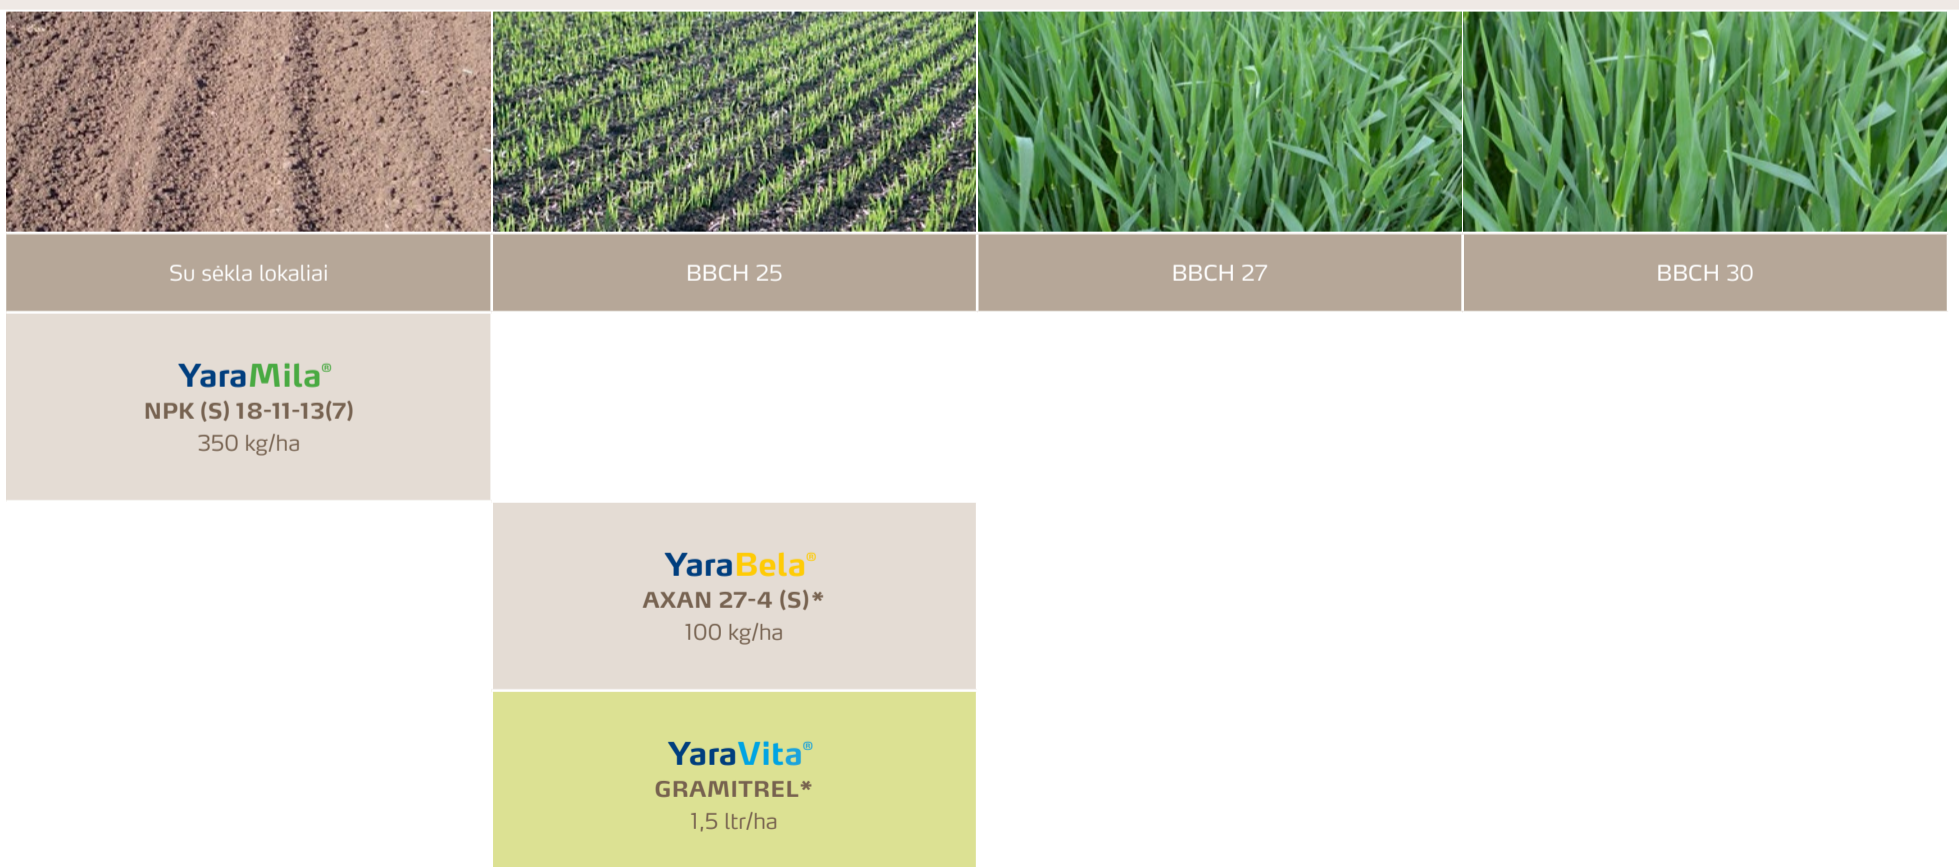 Su sėkla lokaliai
BBCH 25
BBCH 27
BBCH 30
YaraMila®
NPK (S) 18-11-13(7)
350 kg/ha
YaraBela®
AXAN 27-4 (S)*
100 kg/ha
YaraVita®
GRAMITREL*
1,5 ltr/ha